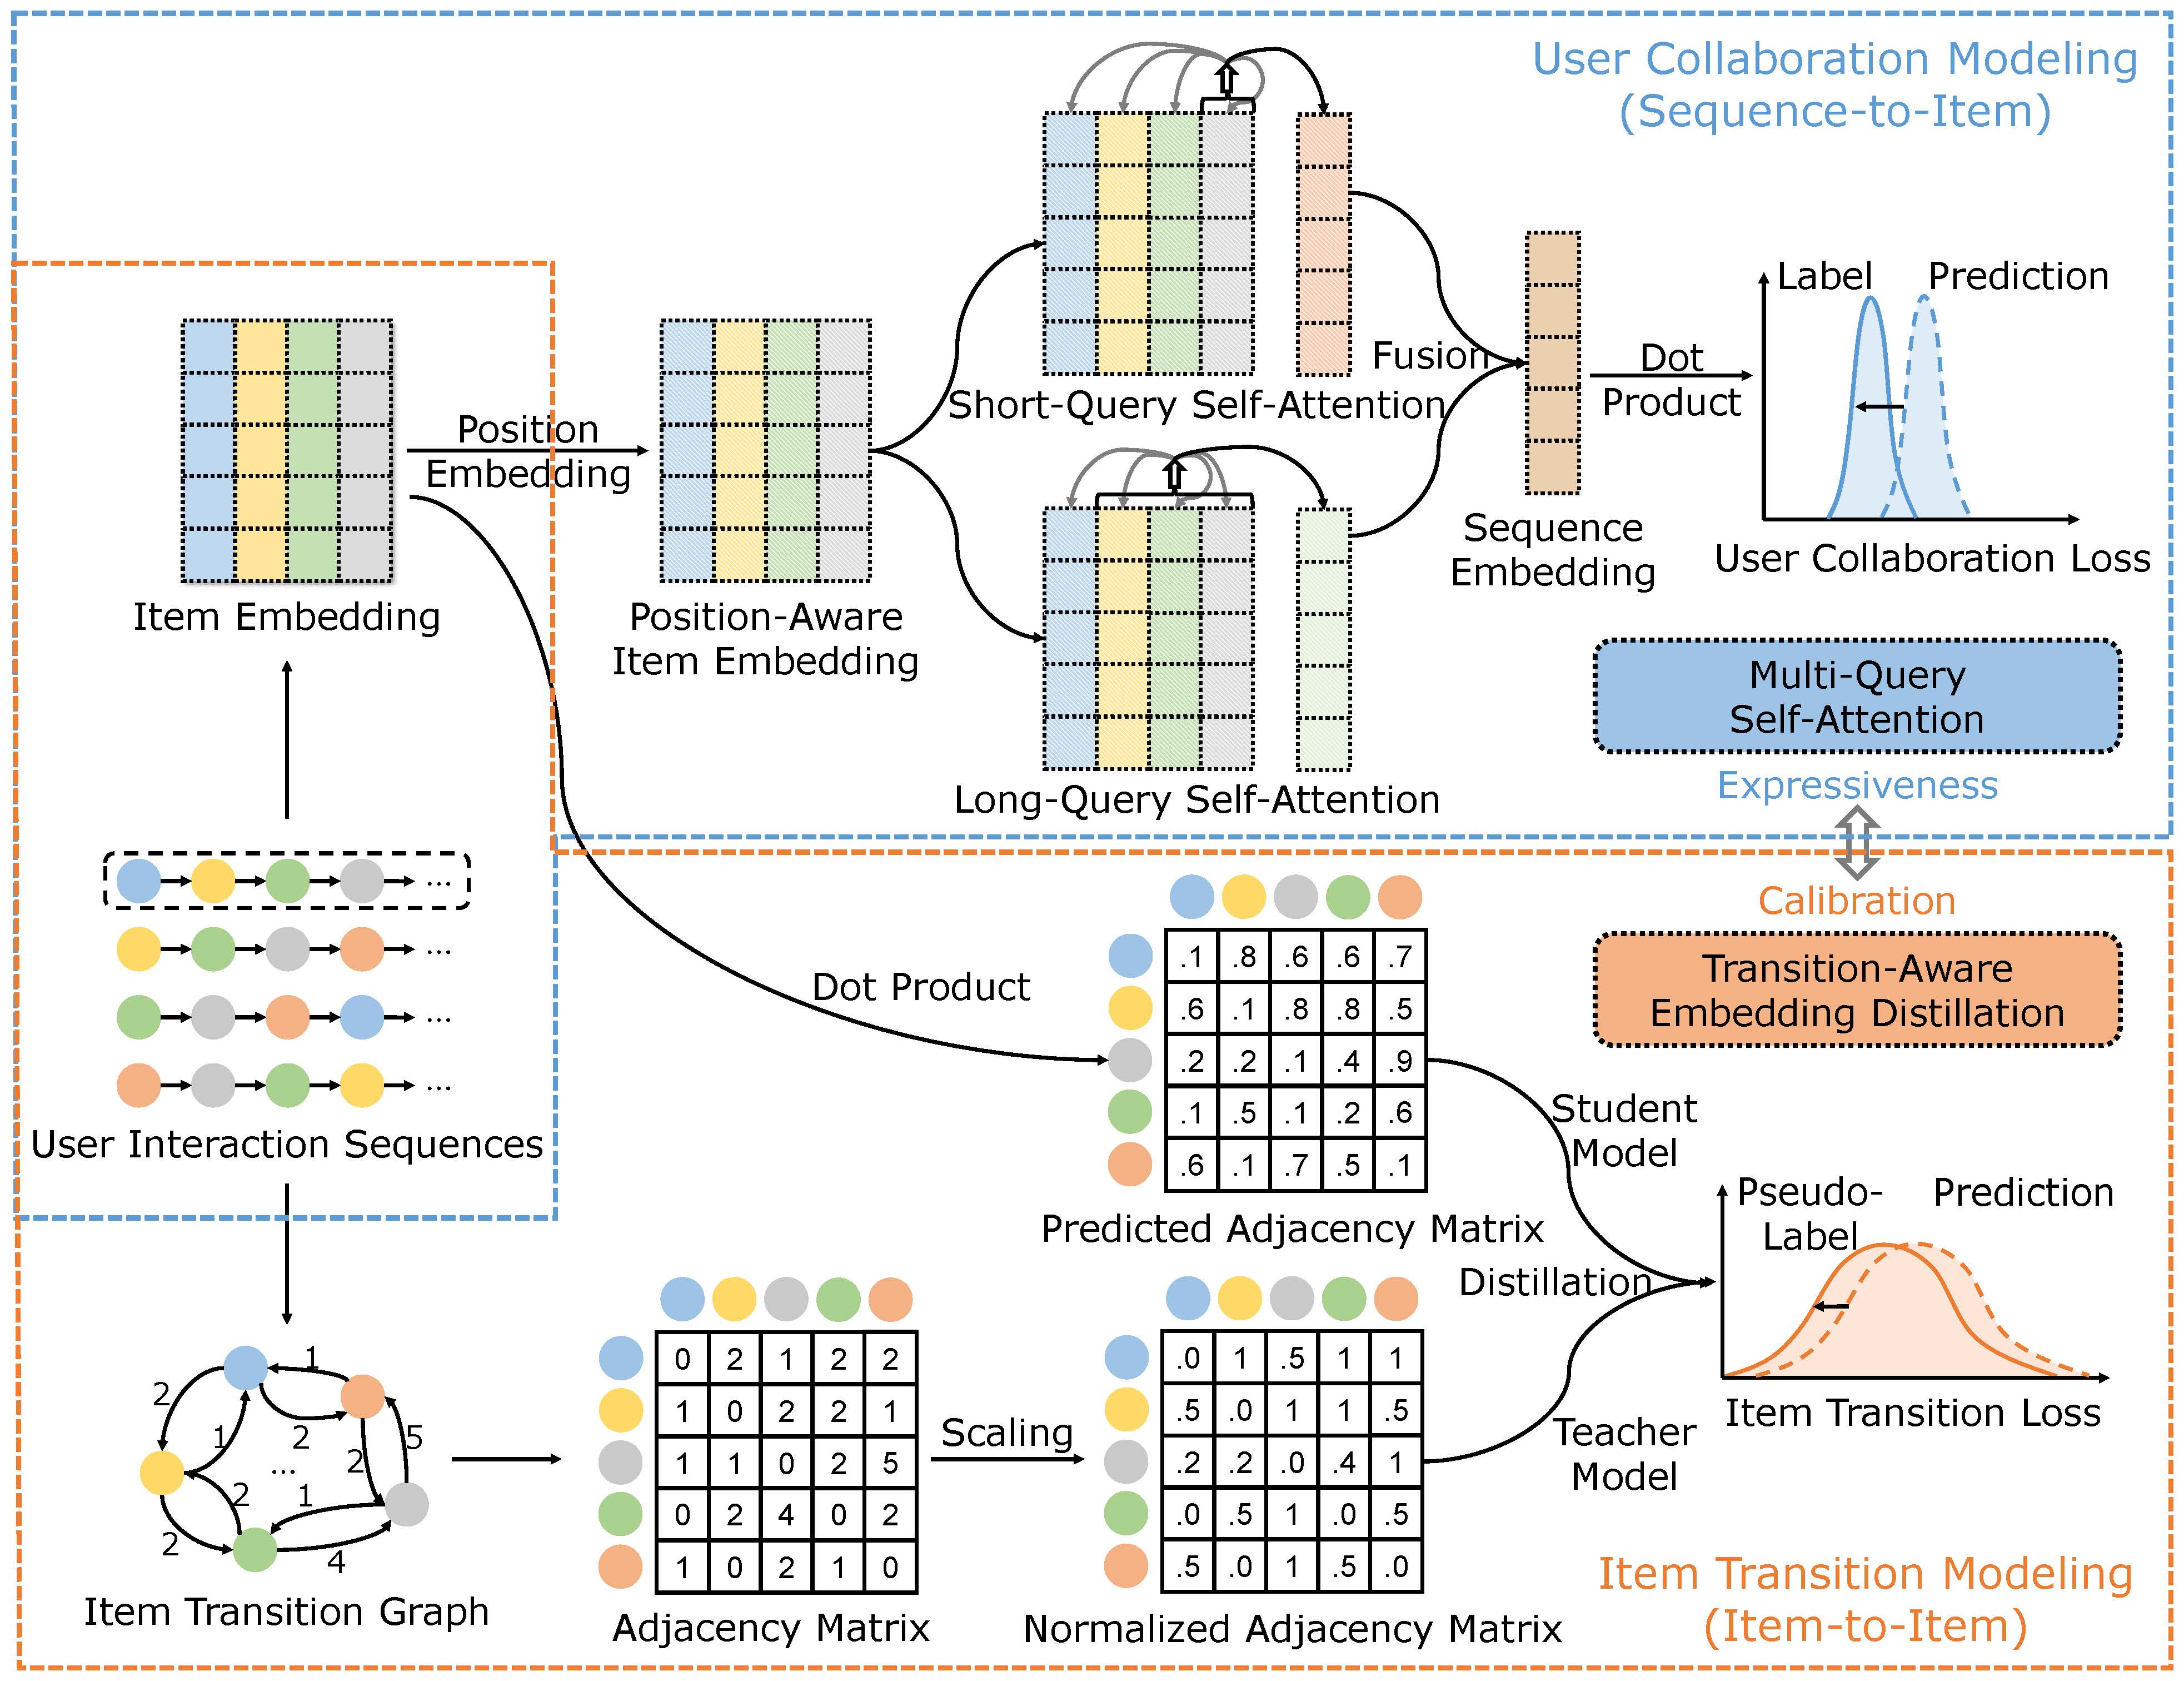 User Collaboration Modeling
(Sequence-to-Item)
Label
Prediction
Fusion
Dot
Product
Short-Query Self-Attention
Position
Embedding
Sequence
Embedding
User Collaboration Loss
Item Embedding
Position-Aware
Item Embedding
Multi-Query
Self-Attention
Expressiveness
Long-Query Self-Attention
...
...
...
...
User Interaction Sequences
Calibration
Transition-Aware
Embedding Distillation
Dot Product
.1 .8 .6 .6 .7
.6 .1 .8 .8 .5
.2 .2 .1 .4 .9
.1 .5 .1 .2 .6
.6 .1 .7 .5 .1
Predicted Adjacency Matrix
Student
Model
Pseudo-
Label
Prediction
Distillation
Item Transition Loss
Teacher
Model
1
2
1
2
2
5
...
2
1
2
4
Item Transition Graph
0 2 1 2 2
1 0 2 2 1
1 1 0 2 5
0 2 4 0 2
1 0 2 1 0
Adjacency Matrix
Scaling
.0 1 .5 1 1
.5 .0 1 1 .5
.2 .2 .0 .4 1
.0 .5 1 .0 .5
.5 .0 1 .5 .0
Normalized Adjacency Matrix
Item Transition Modeling
(Item-to-Item)